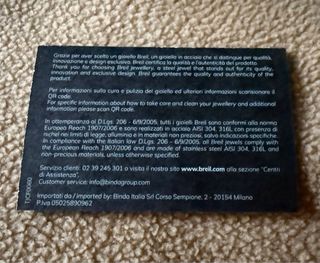 Grazie per aver scelto un gioiello Breil, un gioiello in acciaio che si distingue per qualità,
innovazione e design esclusivo. Breil certifica la qualità e l'autenticità del prodotto.
Thank you for choosing Breil jewellery, a steel jewel that stands out for its quality,
innovation and exclusive design. Breil guarantees the quality and authenticity of the
product.
Per informazioni sulla cura e pulizia del gioiello ed ulteriori informazioni scansionare il
QR code.
For specific information about how to take care and clean your jewellery and additional
information please scan QR code.
In ottemperanza al D.Lgs. 206 - 6/9/2005, tutti i gioielli Breil sono conformi alla norma
Europea Reach 1907/2006 e sono realizzati in acciaio AISI 304, 316L, con presenza di
nichel nei limiti di legge, alluminio e in materiali non preziosi, salvo indicazioni specifiche.
In compliance with the Italian law D.Lgs. 206 - 6/9/2005, all Breil jewels comply with
the European Reach 1907/2006 and are made of stainless steel AISI 304, 316L and
non-precious materials, unless otherwise specified.
Servizio clienti: 02 39 245 301 o visita il nostro sito www.breil.com alla sezione "Centri
di Assistenza".
Customer service: info@bindagroup.com
Importati da / imported by: Binda Italia Srl Corso Sempione, 2 - 20154 Milano
P.Iva 05025890962